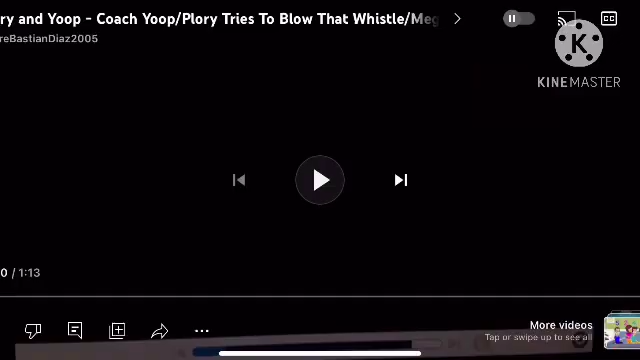 ry and Yoop - Coach Yoop/Plory Tries To Blow That Whistle/Meg
reBastianDiaz2005
K
KINEMASTER
0 / 1:13
More videos
Tap or swipe up to see all